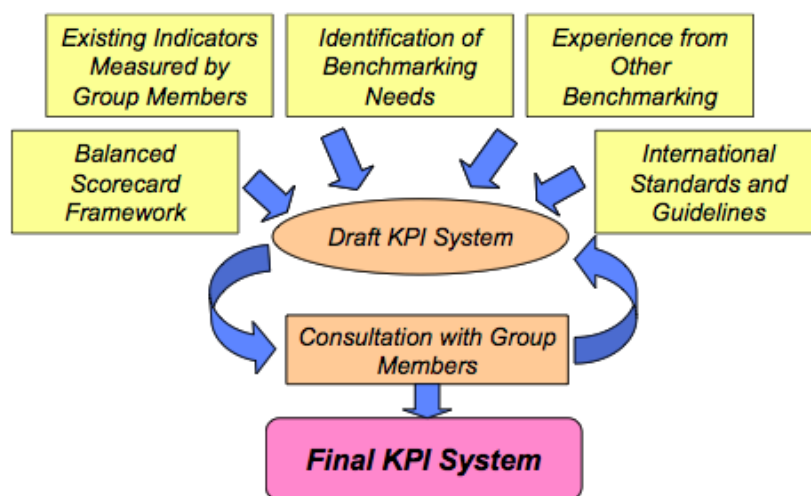 Existing Indicators
Measured by
Group Members
Identification of
Benchmarking
Needs
Experience from
Other
Benchmarking
Balanced
Scorecard
Framework
International
Standards and
Guidelines
Draft KPI System
Consultation with Group
Members
Final KPI System